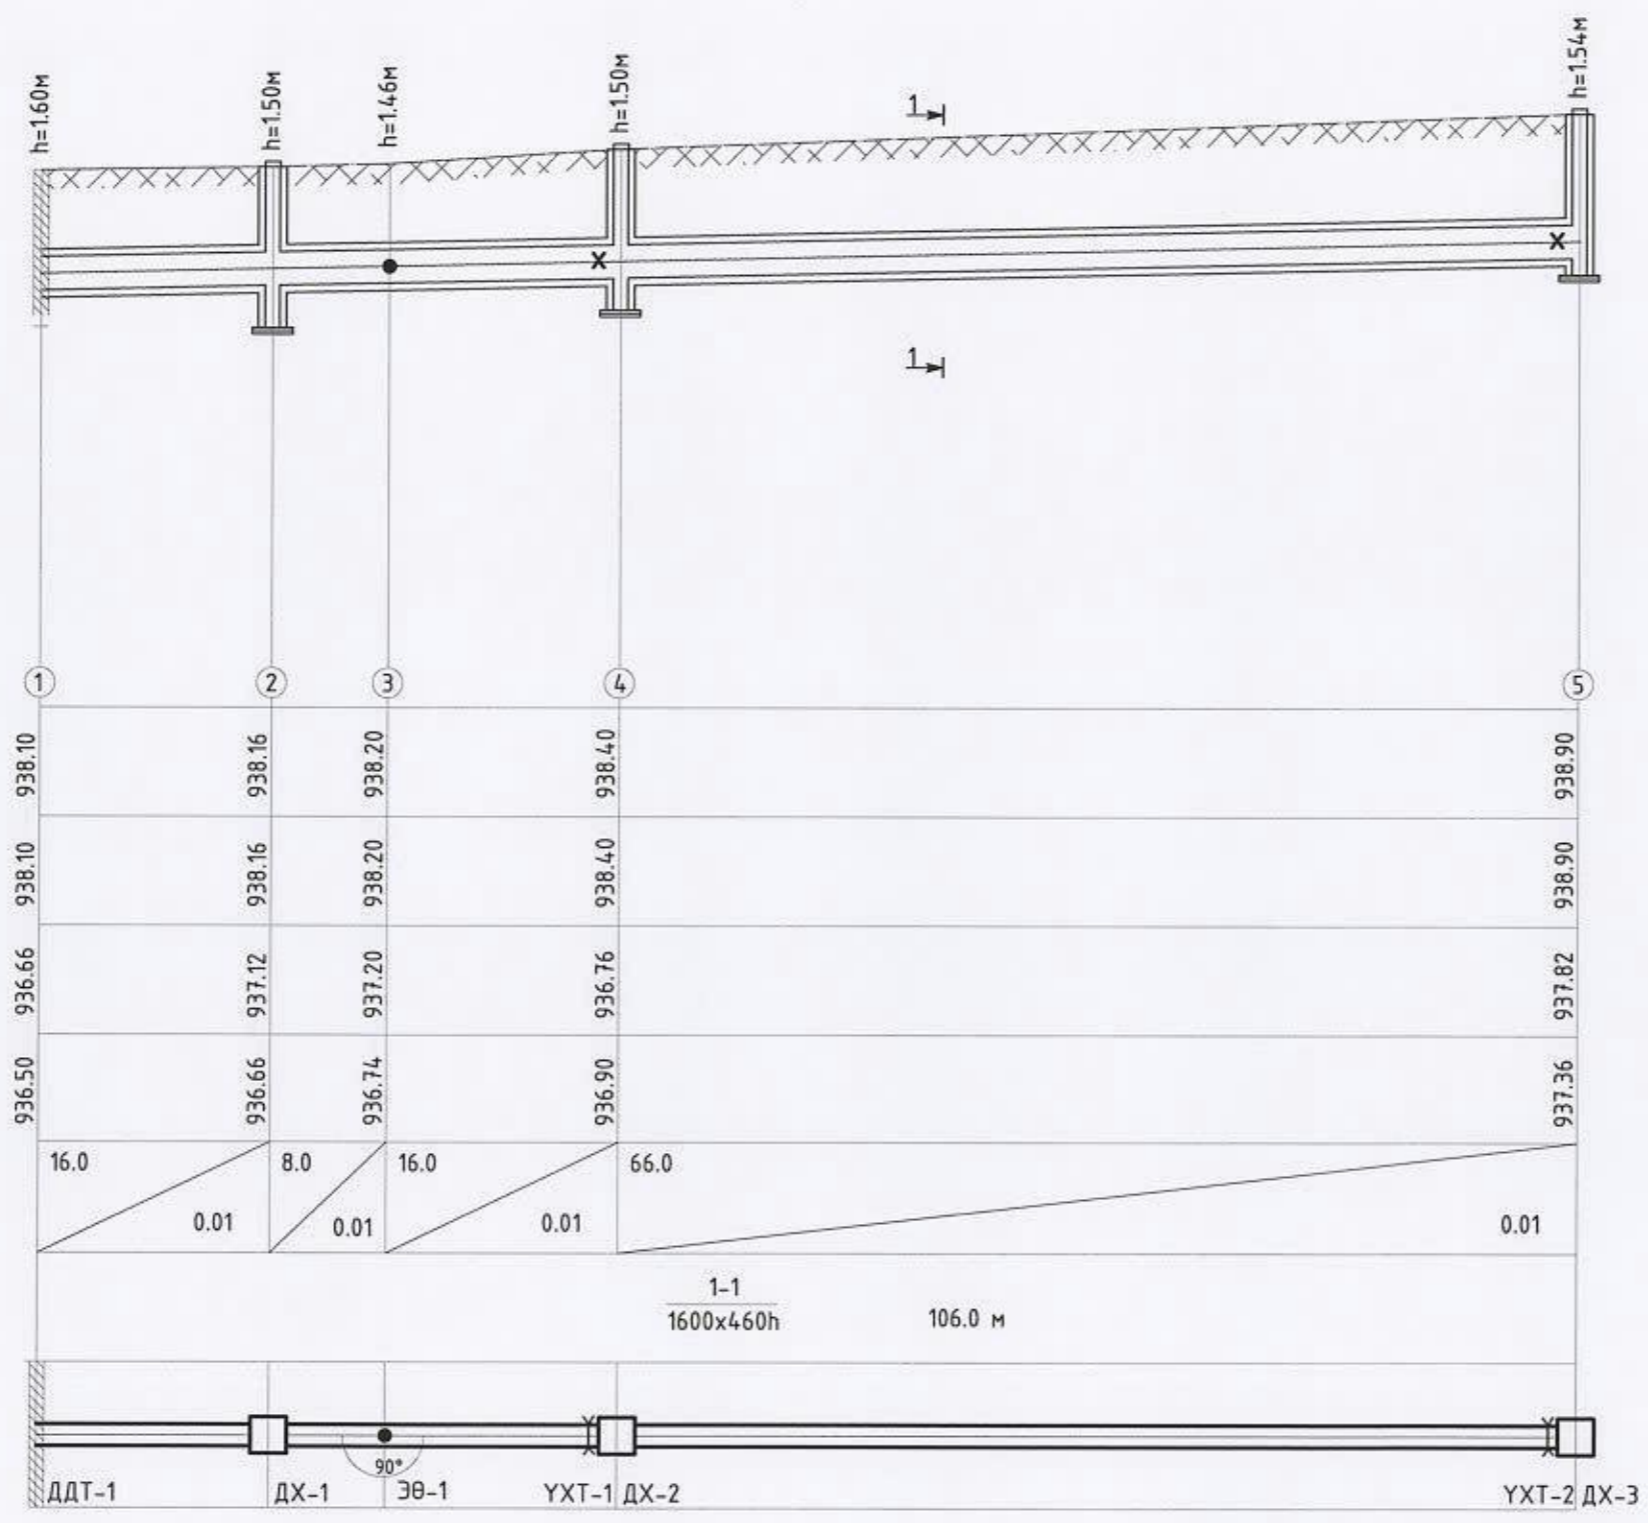 h=1.60м
h=1.50м
h=1.46м
h=1.50м
h=1.54м
1
1
1 2 3 4 5
938.10 938.16 938.20 938.40 938.90
938.10 938.16 938.20 938.40 938.90
936.66 937.12 937.20 936.76 937.82
936.50 936.66 936.74 936.90 937.36
16.0 8.0 16.0 66.0
0.01 0.01 0.01 0.01
1-1
1600x460h 106.0 м
90°
ДДТ-1 ДХ-1 ЭӨ-1 ҮХТ-1 ДХ-2 ҮХТ-2 ДХ-3